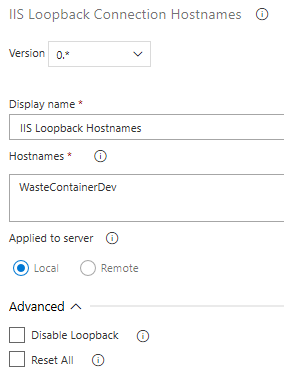 IIS Loopback Connection Hostnames
Version 0.*
Display name *
IIS Loopback Hostnames
Hostnames *
WasteContainerDev
Applied to server
Local Remote
Advanced
Disable Loopback
Reset All